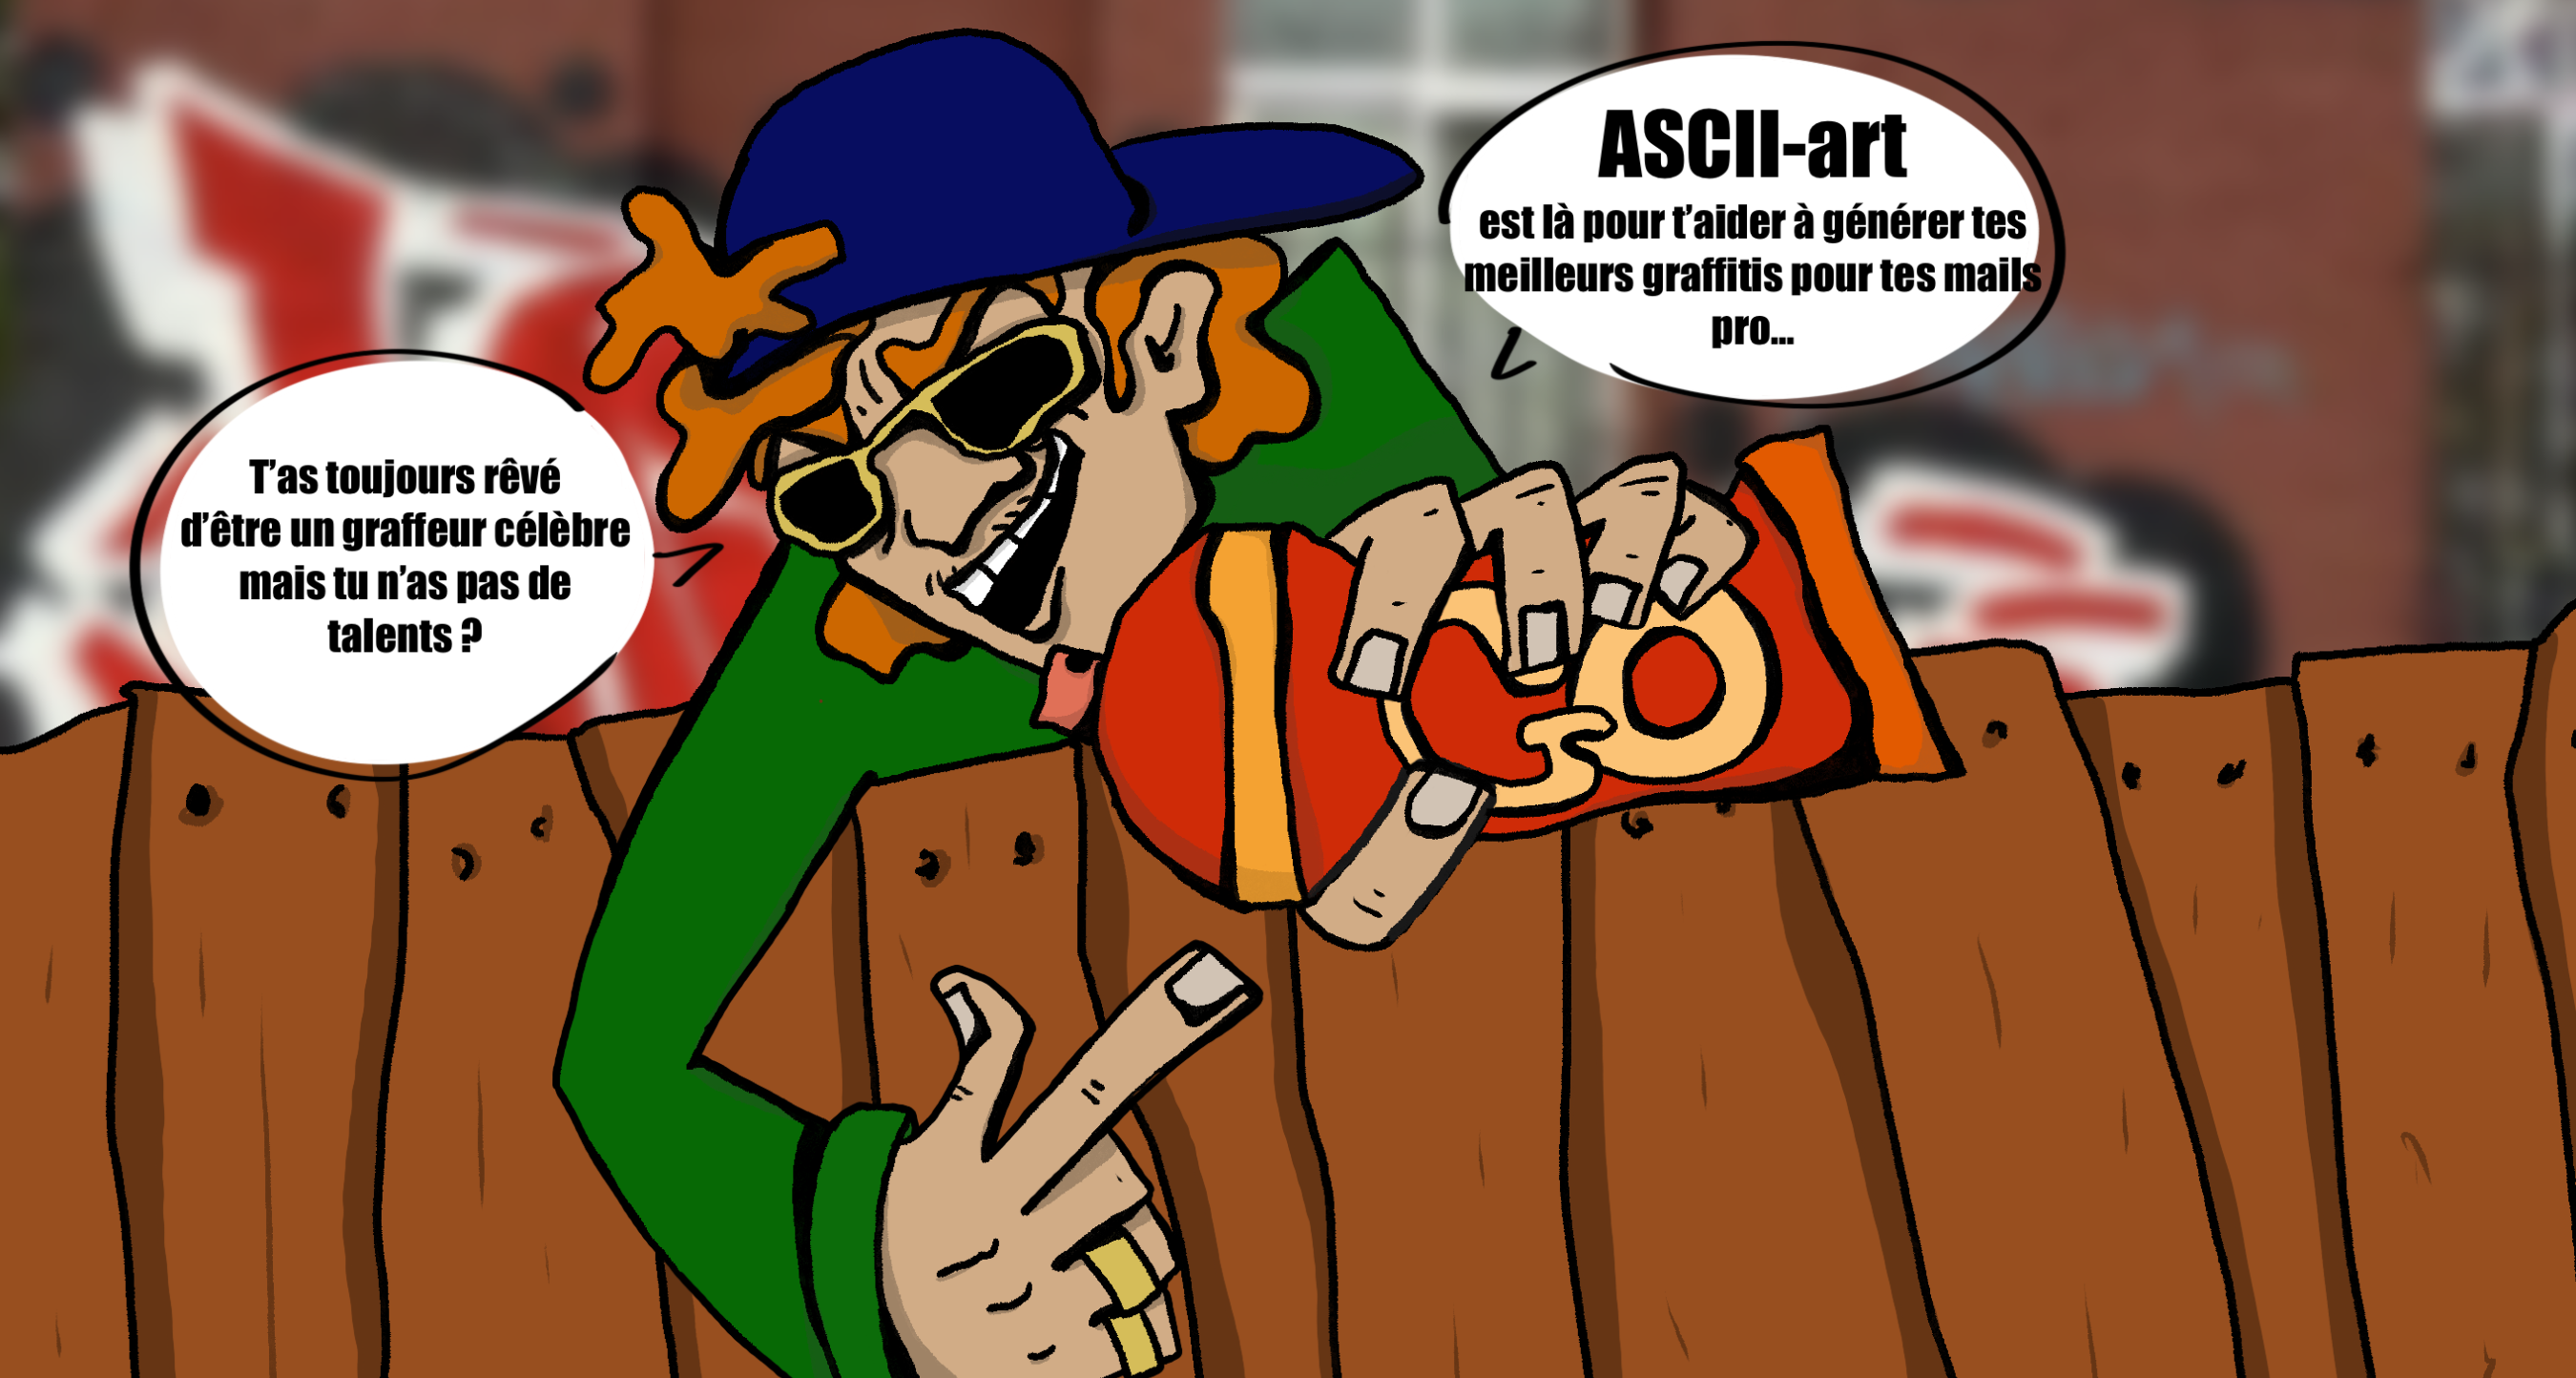 T’as toujours rêvé
d’être un graffeur célèbre
mais tu n’as pas de
talents ?
ASCII-art
est là pour t’aider à générer tes
meilleurs graffitis pour tes mails
pro...